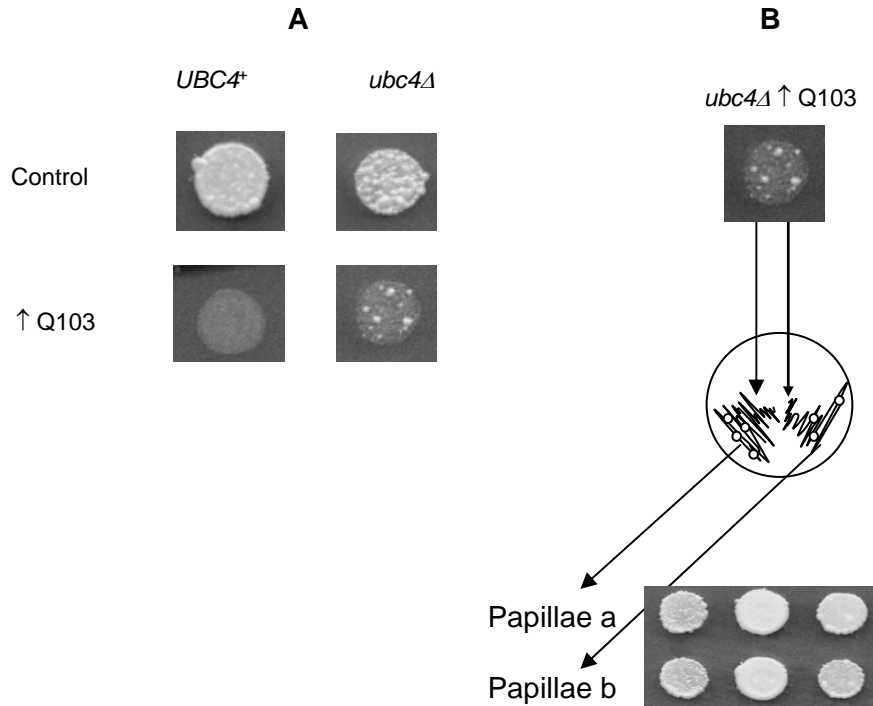 A
B
UBC4+
ubc4Δ
ubc4Δ ↑ Q103
Control
↑ Q103
Papillae a
Papillae b